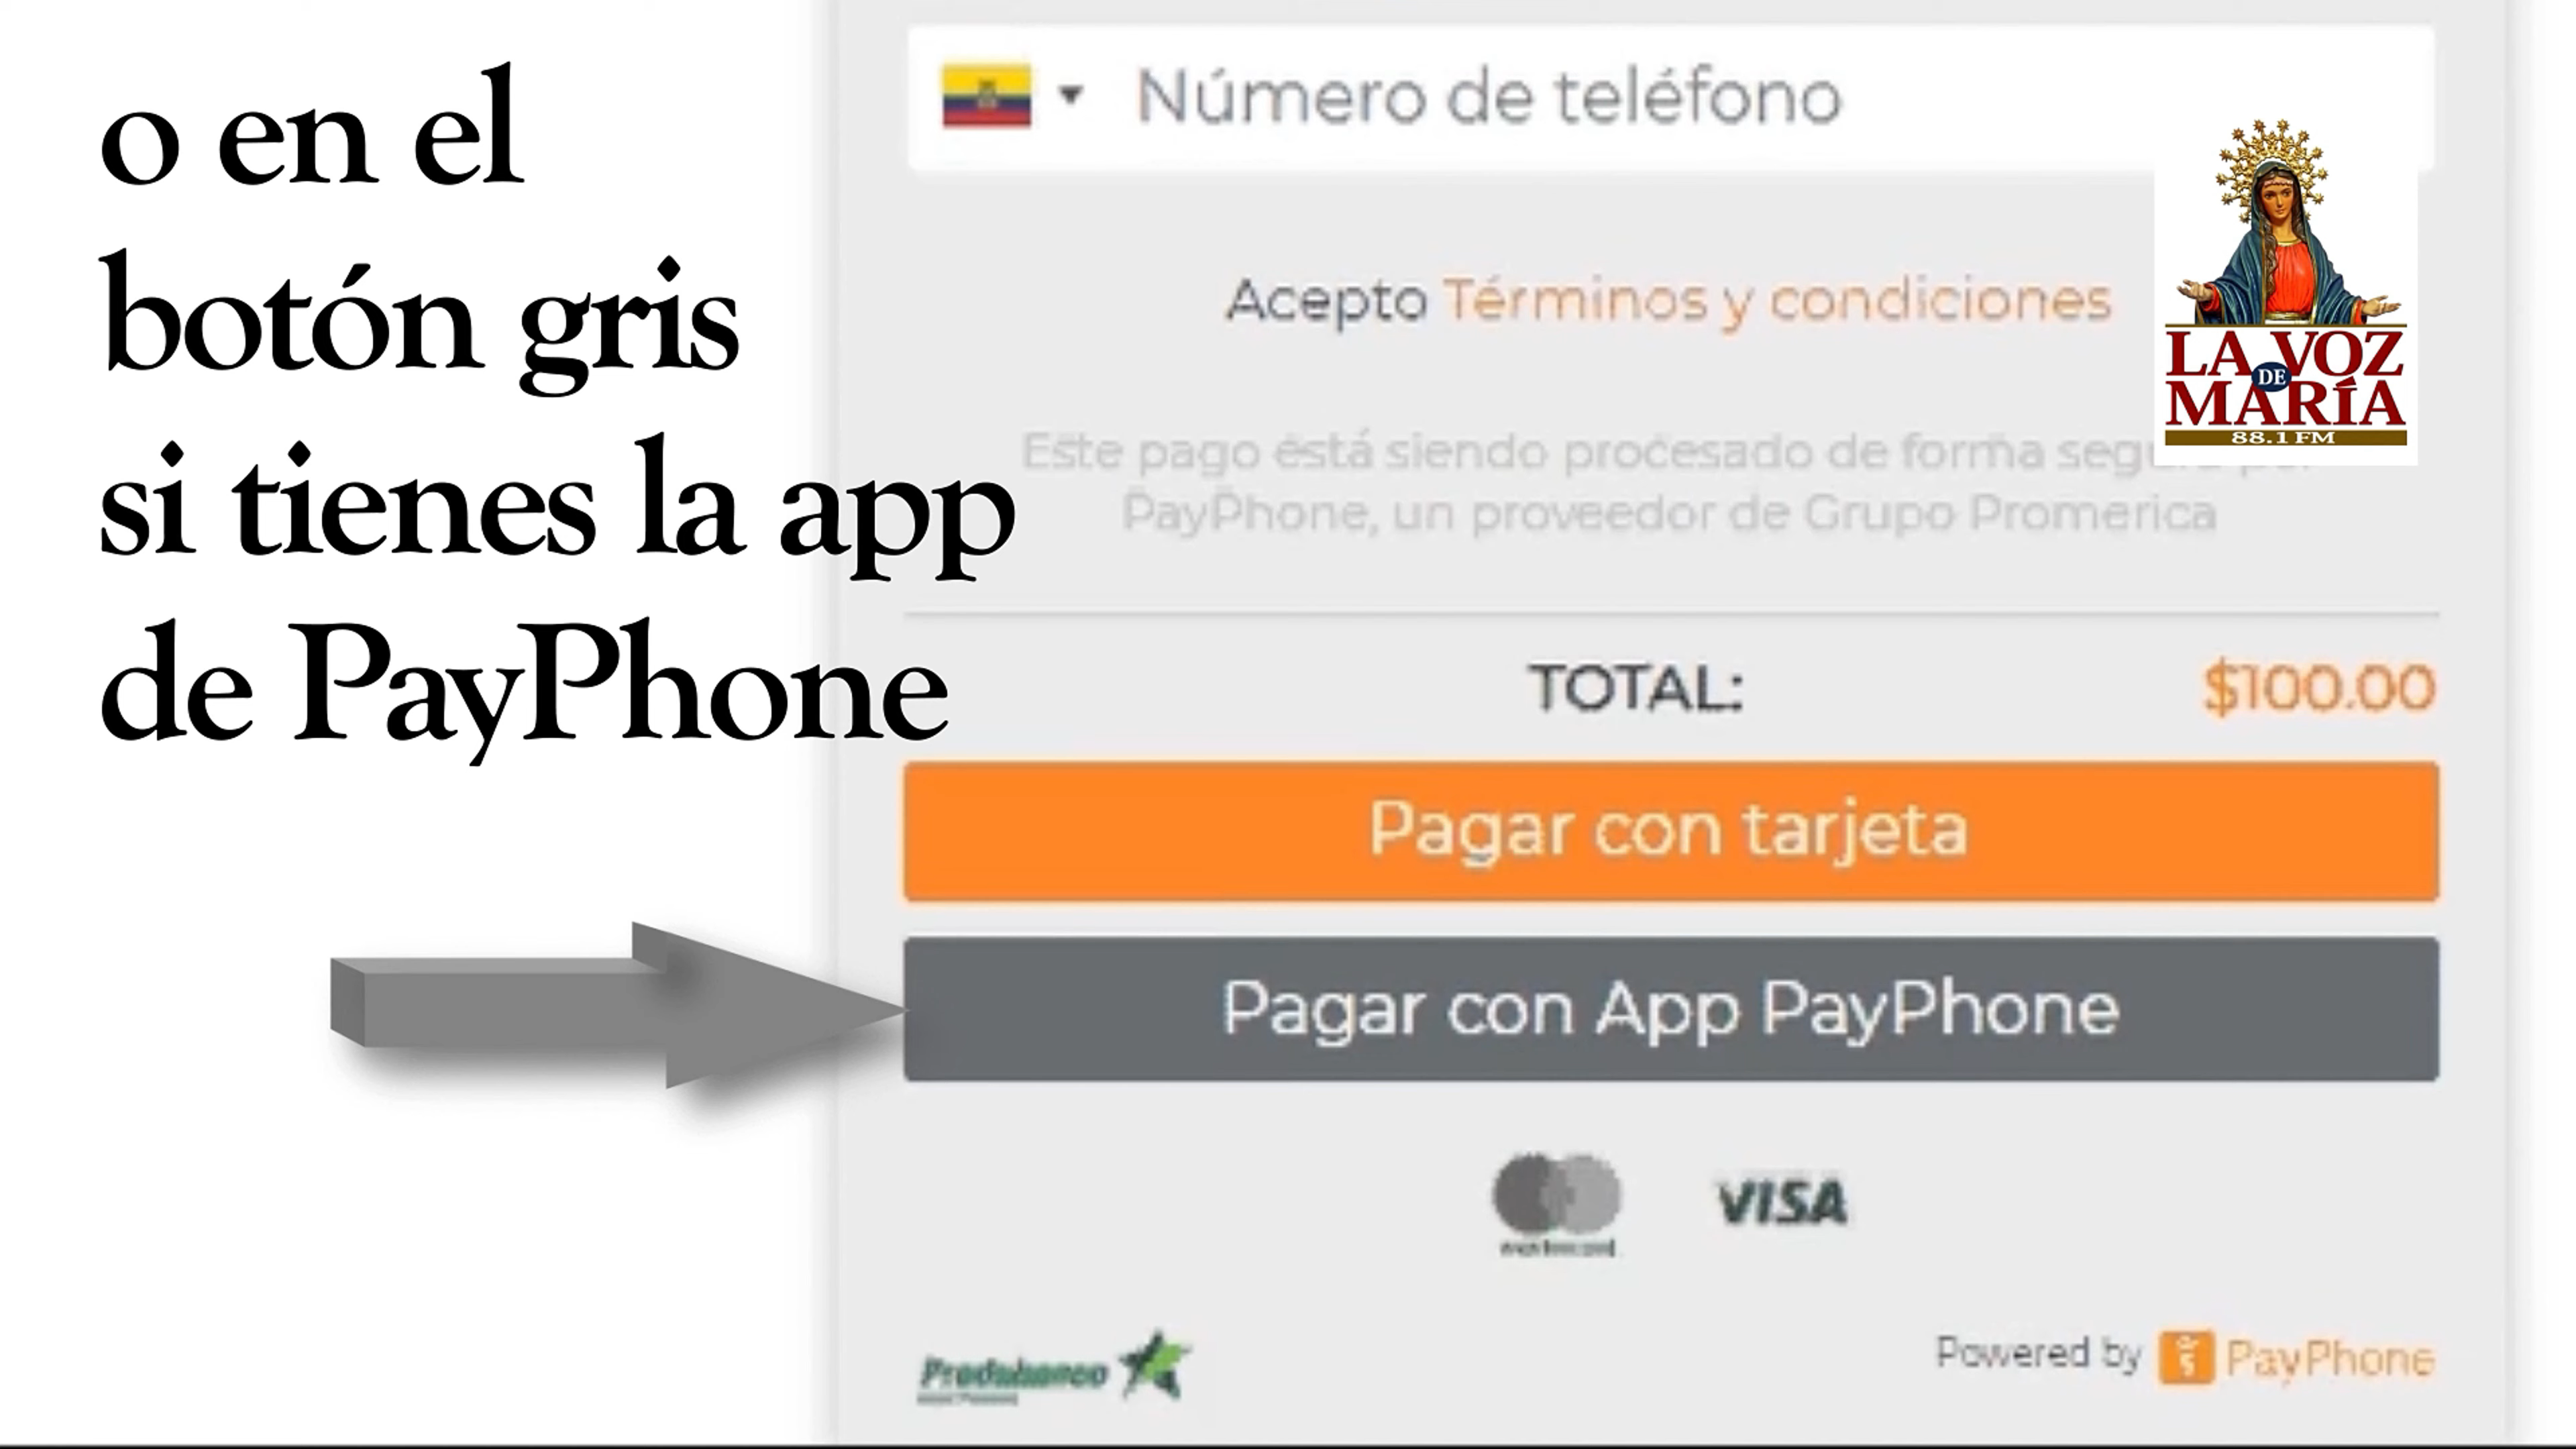 o en el
botón gris
si tienes la app
de PayPhone
Número de teléfono
Acepto Términos y condiciones
LA VOZ
DE
MARÍA
88.1 FM
Este pago está siendo procesado de forma
PayPhone, un proveedor de Grupo Promerica
TOTAL: $100.00
Pagar con tarjeta
Pagar con App PayPhone
VISA
Produbanco
Powered by PayPhone